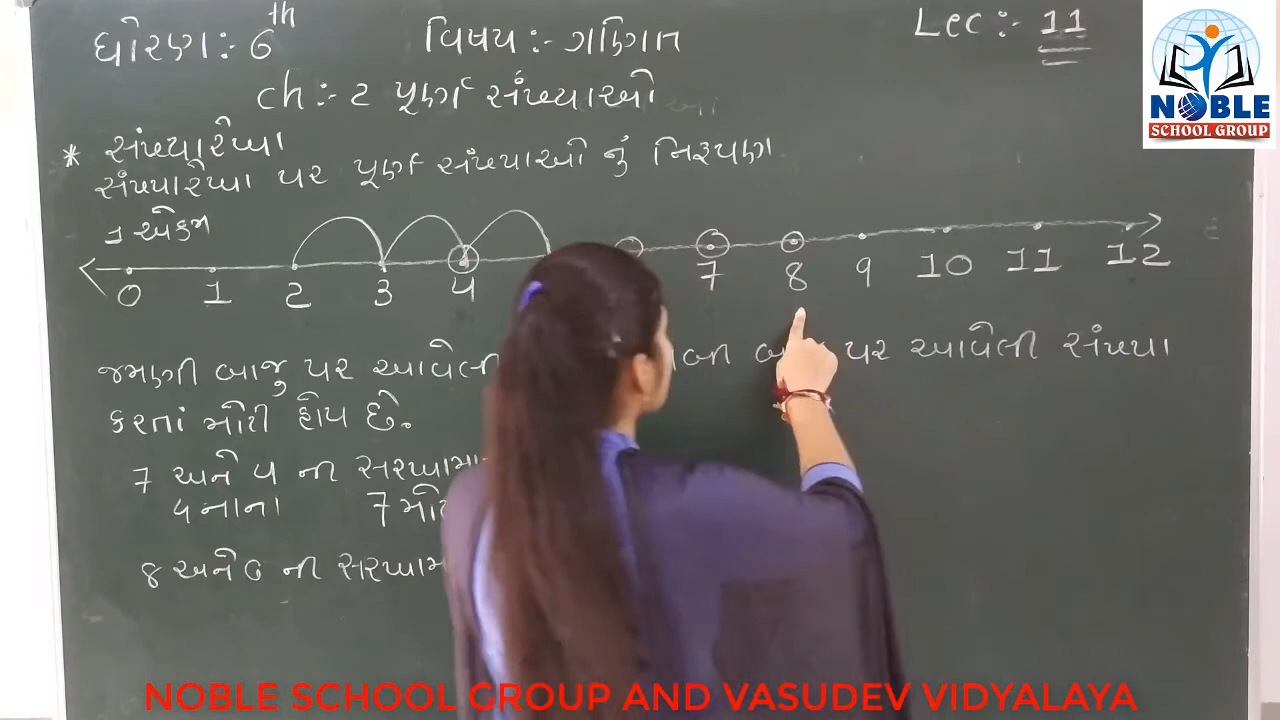 ધોરણ:- 6th વિષય:- ગણિત Lec:- 11
ch:- 2 પૂર્ણ સંખ્યાઓ
* સંખ્યારેખા
સંખ્યારેખા પર પૂર્ણ સંખ્યાઓ નું નિરૂપણ
1 એકમ
0 1 2 3 4 7 8 9 10 11 12
જમણી બાજુ પર આવેલી પર આવેલી સંખ્યા
કરતાં મોટી હોય છે.
7 અને 4 ની સરખામ
4 નાના 7 મો
8 અને 6 ની સરખામ
NOBLE
SCHOOL GROUP
NOBLE SCHOOL GROUP AND VASUDEV VIDYALAYA